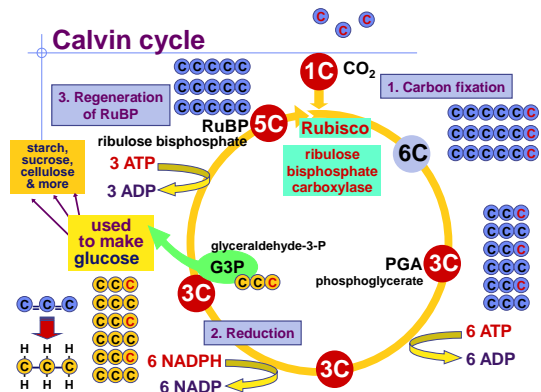 Calvin cycle
C
C
C
1C
CO2
1. Carbon fixation
C C C C C C
C C C C C C
C C C C C C
6C
C C C C C
C C C C C
C C C C C
3. Regeneration
of RuBP
RuBP
5C
ribulose bisphosphate
Rubisco
ribulose
bisphosphate
carboxylase
3 ATP
3 ADP
starch,
sucrose,
cellulose
& more
used
to make
glucose
glyceraldehyde-3-P
G3P
C C C
3C
PGA
phosphoglycerate
3C
C C C
C C C
C C C
C C C
C C C
C C C
6 ATP
6 ADP
3C
2. Reduction
6 NADPH
6 NADP
C C C
C C C
C C C
C C C
C C C
C C C
C=C=C
H H H
C-C-C
H H H